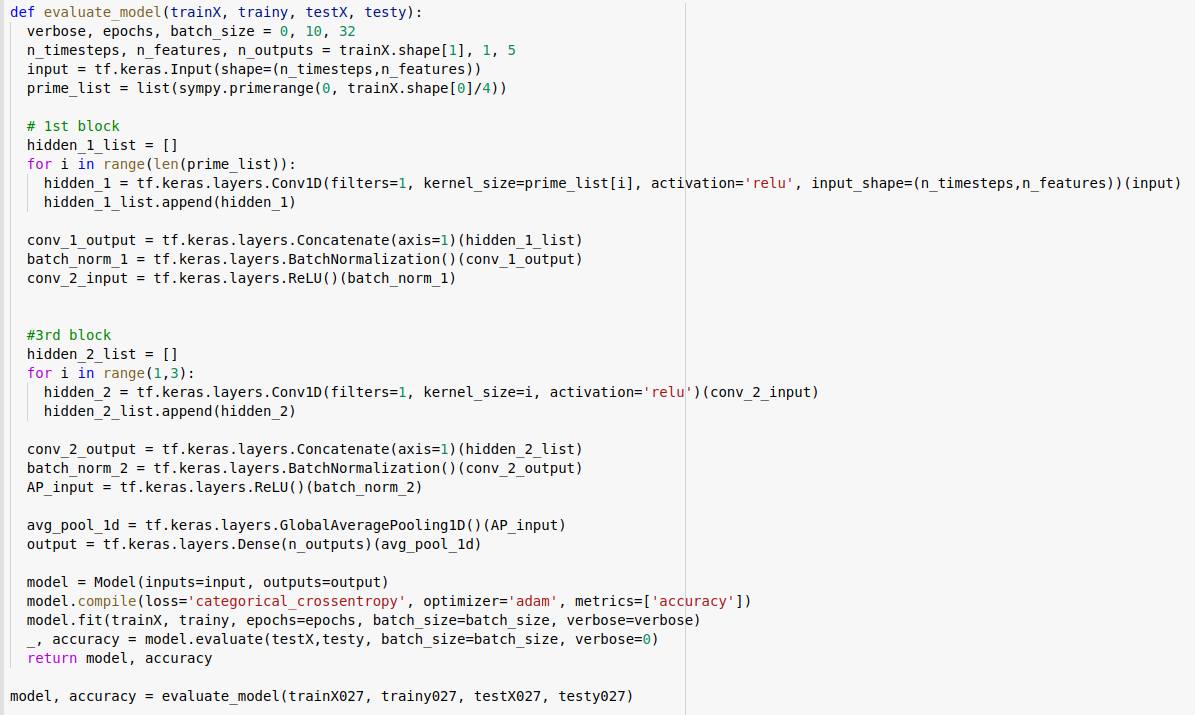 def evaluate_model(trainX, trainy, testX, testy):
  verbose, epochs, batch_size = 0, 10, 32
  n_timesteps, n_features, n_outputs = trainX.shape[1], 1, 5
  input = tf.keras.Input(shape=(n_timesteps,n_features))
  prime_list = list(sympy.primerange(0, trainX.shape[0]/4))

  # 1st block
  hidden_1_list = []
  for i in range(len(prime_list)):
    hidden_1 = tf.keras.layers.Conv1D(filters=1, kernel_size=prime_list[i], activation='relu', input_shape=(n_timesteps,n_features))(input)
    hidden_1_list.append(hidden_1)

  conv_1_output = tf.keras.layers.Concatenate(axis=1)(hidden_1_list)
  batch_norm_1 = tf.keras.layers.BatchNormalization()(conv_1_output)
  conv_2_input = tf.keras.layers.ReLU()(batch_norm_1)


  #3rd block
  hidden_2_list = []
  for i in range(1,3):
    hidden_2 = tf.keras.layers.Conv1D(filters=1, kernel_size=i, activation='relu')(conv_2_input)
    hidden_2_list.append(hidden_2)

  conv_2_output = tf.keras.layers.Concatenate(axis=1)(hidden_2_list)
  batch_norm_2 = tf.keras.layers.BatchNormalization()(conv_2_output)
  AP_input = tf.keras.layers.ReLU()(batch_norm_2)

  avg_pool_1d = tf.keras.layers.GlobalAveragePooling1D()(AP_input)
  output = tf.keras.layers.Dense(n_outputs)(avg_pool_1d)

  model = Model(inputs=input, outputs=output)
  model.compile(loss='categorical_crossentropy', optimizer='adam', metrics=['accuracy'])
  model.fit(trainX, trainy, epochs=epochs, batch_size=batch_size, verbose=verbose)
  _, accuracy = model.evaluate(testX,testy, batch_size=batch_size, verbose=0)
  return model, accuracy

model, accuracy = evaluate_model(trainX027, trainy027, testX027, testy027)